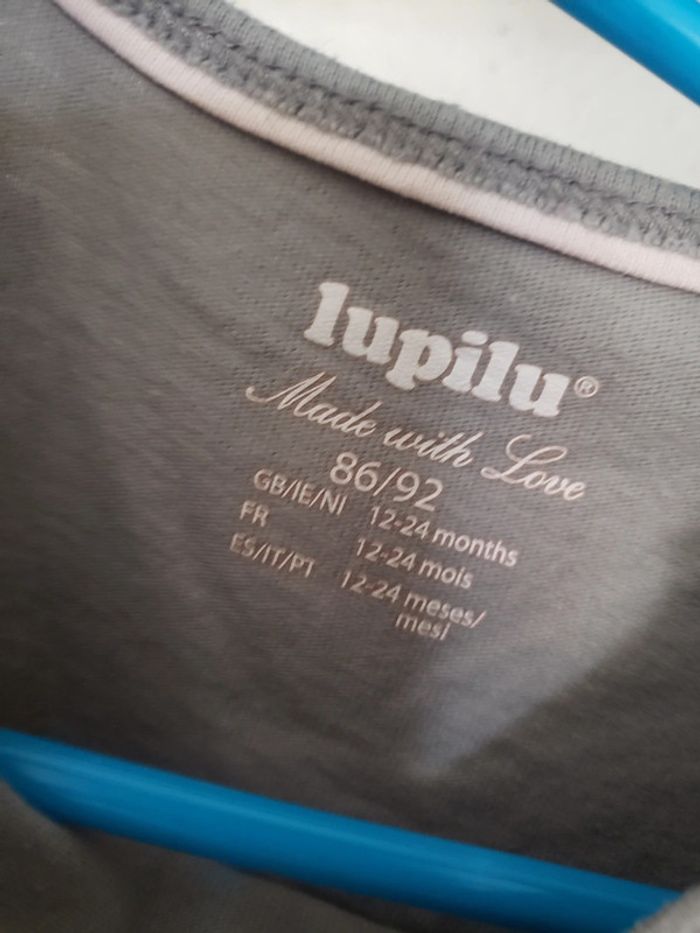 lupilu®
Made with Love
86/92
GB/IE/NI 12-24 months
FR 12-24 mois
ES/IT/PT 12-24 meses/
mesi